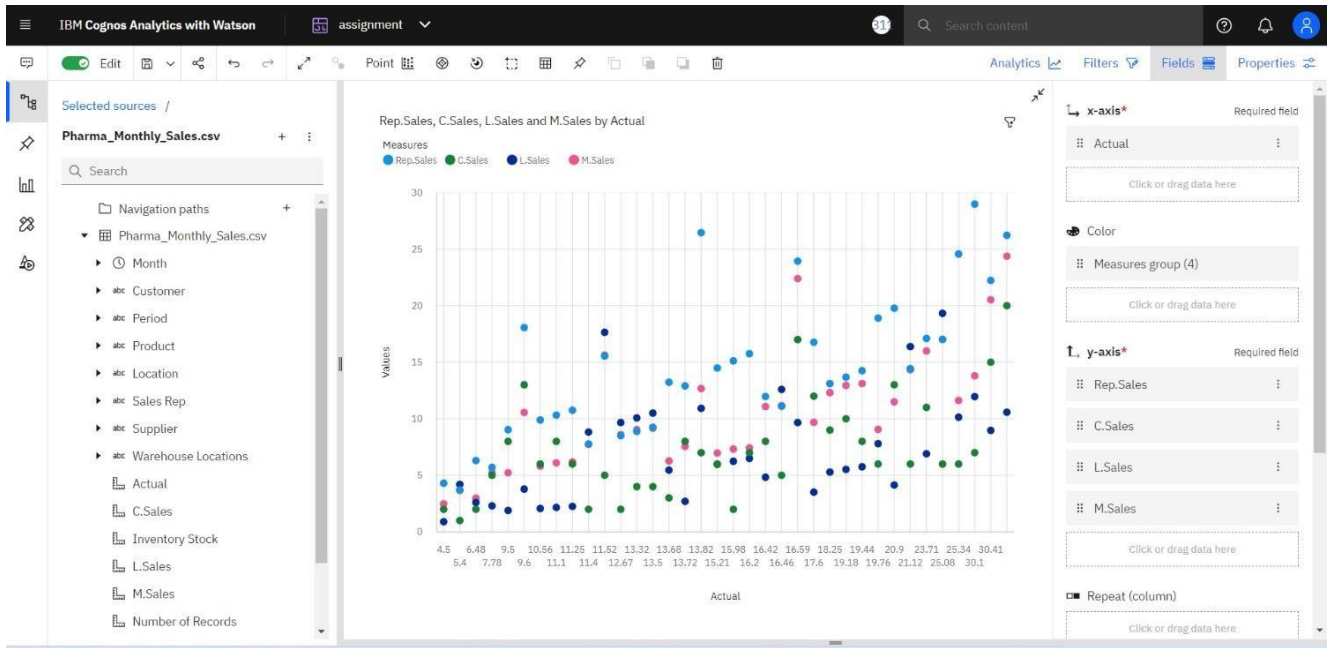 IBM Cognos Analytics with Watson
assignment
Search content
Edit
Point
Analytics
Filters
Fields
Properties
Selected sources /
Pharma_Monthly_Sales.csv
Search
Navigation paths
Pharma_Monthly_Sales.csv
Month
abc Customer
abc Period
abc Product
abc Location
abc Sales Rep
abc Supplier
abc Warehouse Locations
Actual
C.Sales
Inventory Stock
L.Sales
M.Sales
Number of Records
Rep.Sales, C.Sales, L.Sales and M.Sales by Actual
Measures
Rep.Sales C.Sales L.Sales M.Sales
Values
30
25
20
15
10
5
0
4.5 6.48 9.5 10.56 11.25 11.52 13.32 13.68 13.82 15.98 16.42 16.59 18.25 19.44 20.9 23.71 25.34 30.41
5.4 7.78 9.6 11.1 11.4 12.67 13.5 13.72 15.21 16.2 16.46 17.6 19.18 19.76 21.12 25.08 30.1
Actual
x-axis* Required field
Actual
Click or drag data here
Color
Measures group (4)
Click or drag data here
y-axis* Required field
Rep.Sales
C.Sales
L.Sales
M.Sales
Click or drag data here
Repeat (column)
Click or drag data here